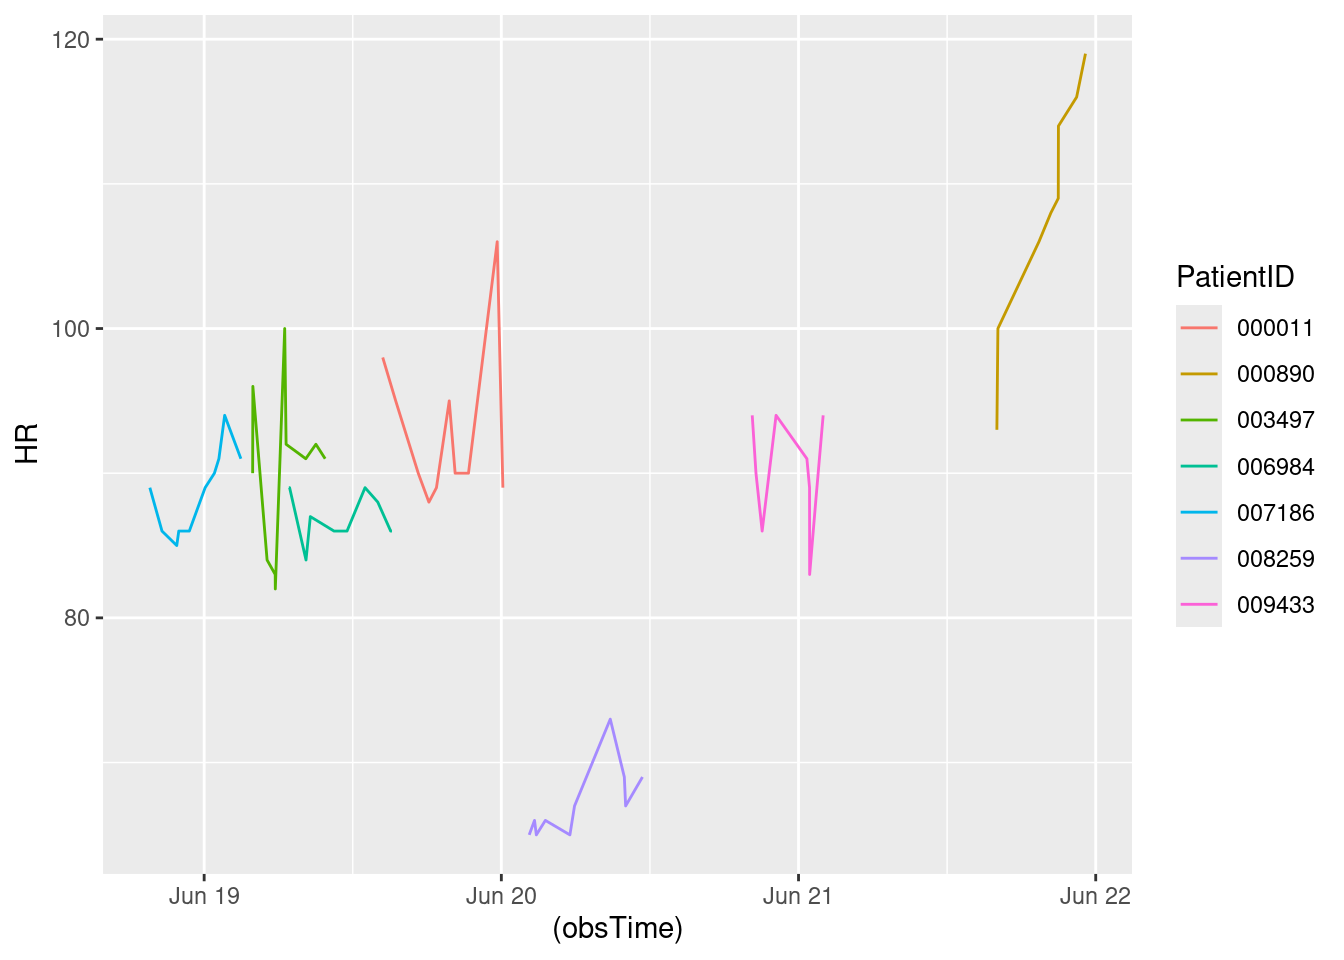 120
100
80
HR
Jun 19
Jun 20
Jun 21
Jun 22
(obsTime)
PatientID
000011
000890
003497
006984
007186
008259
009433